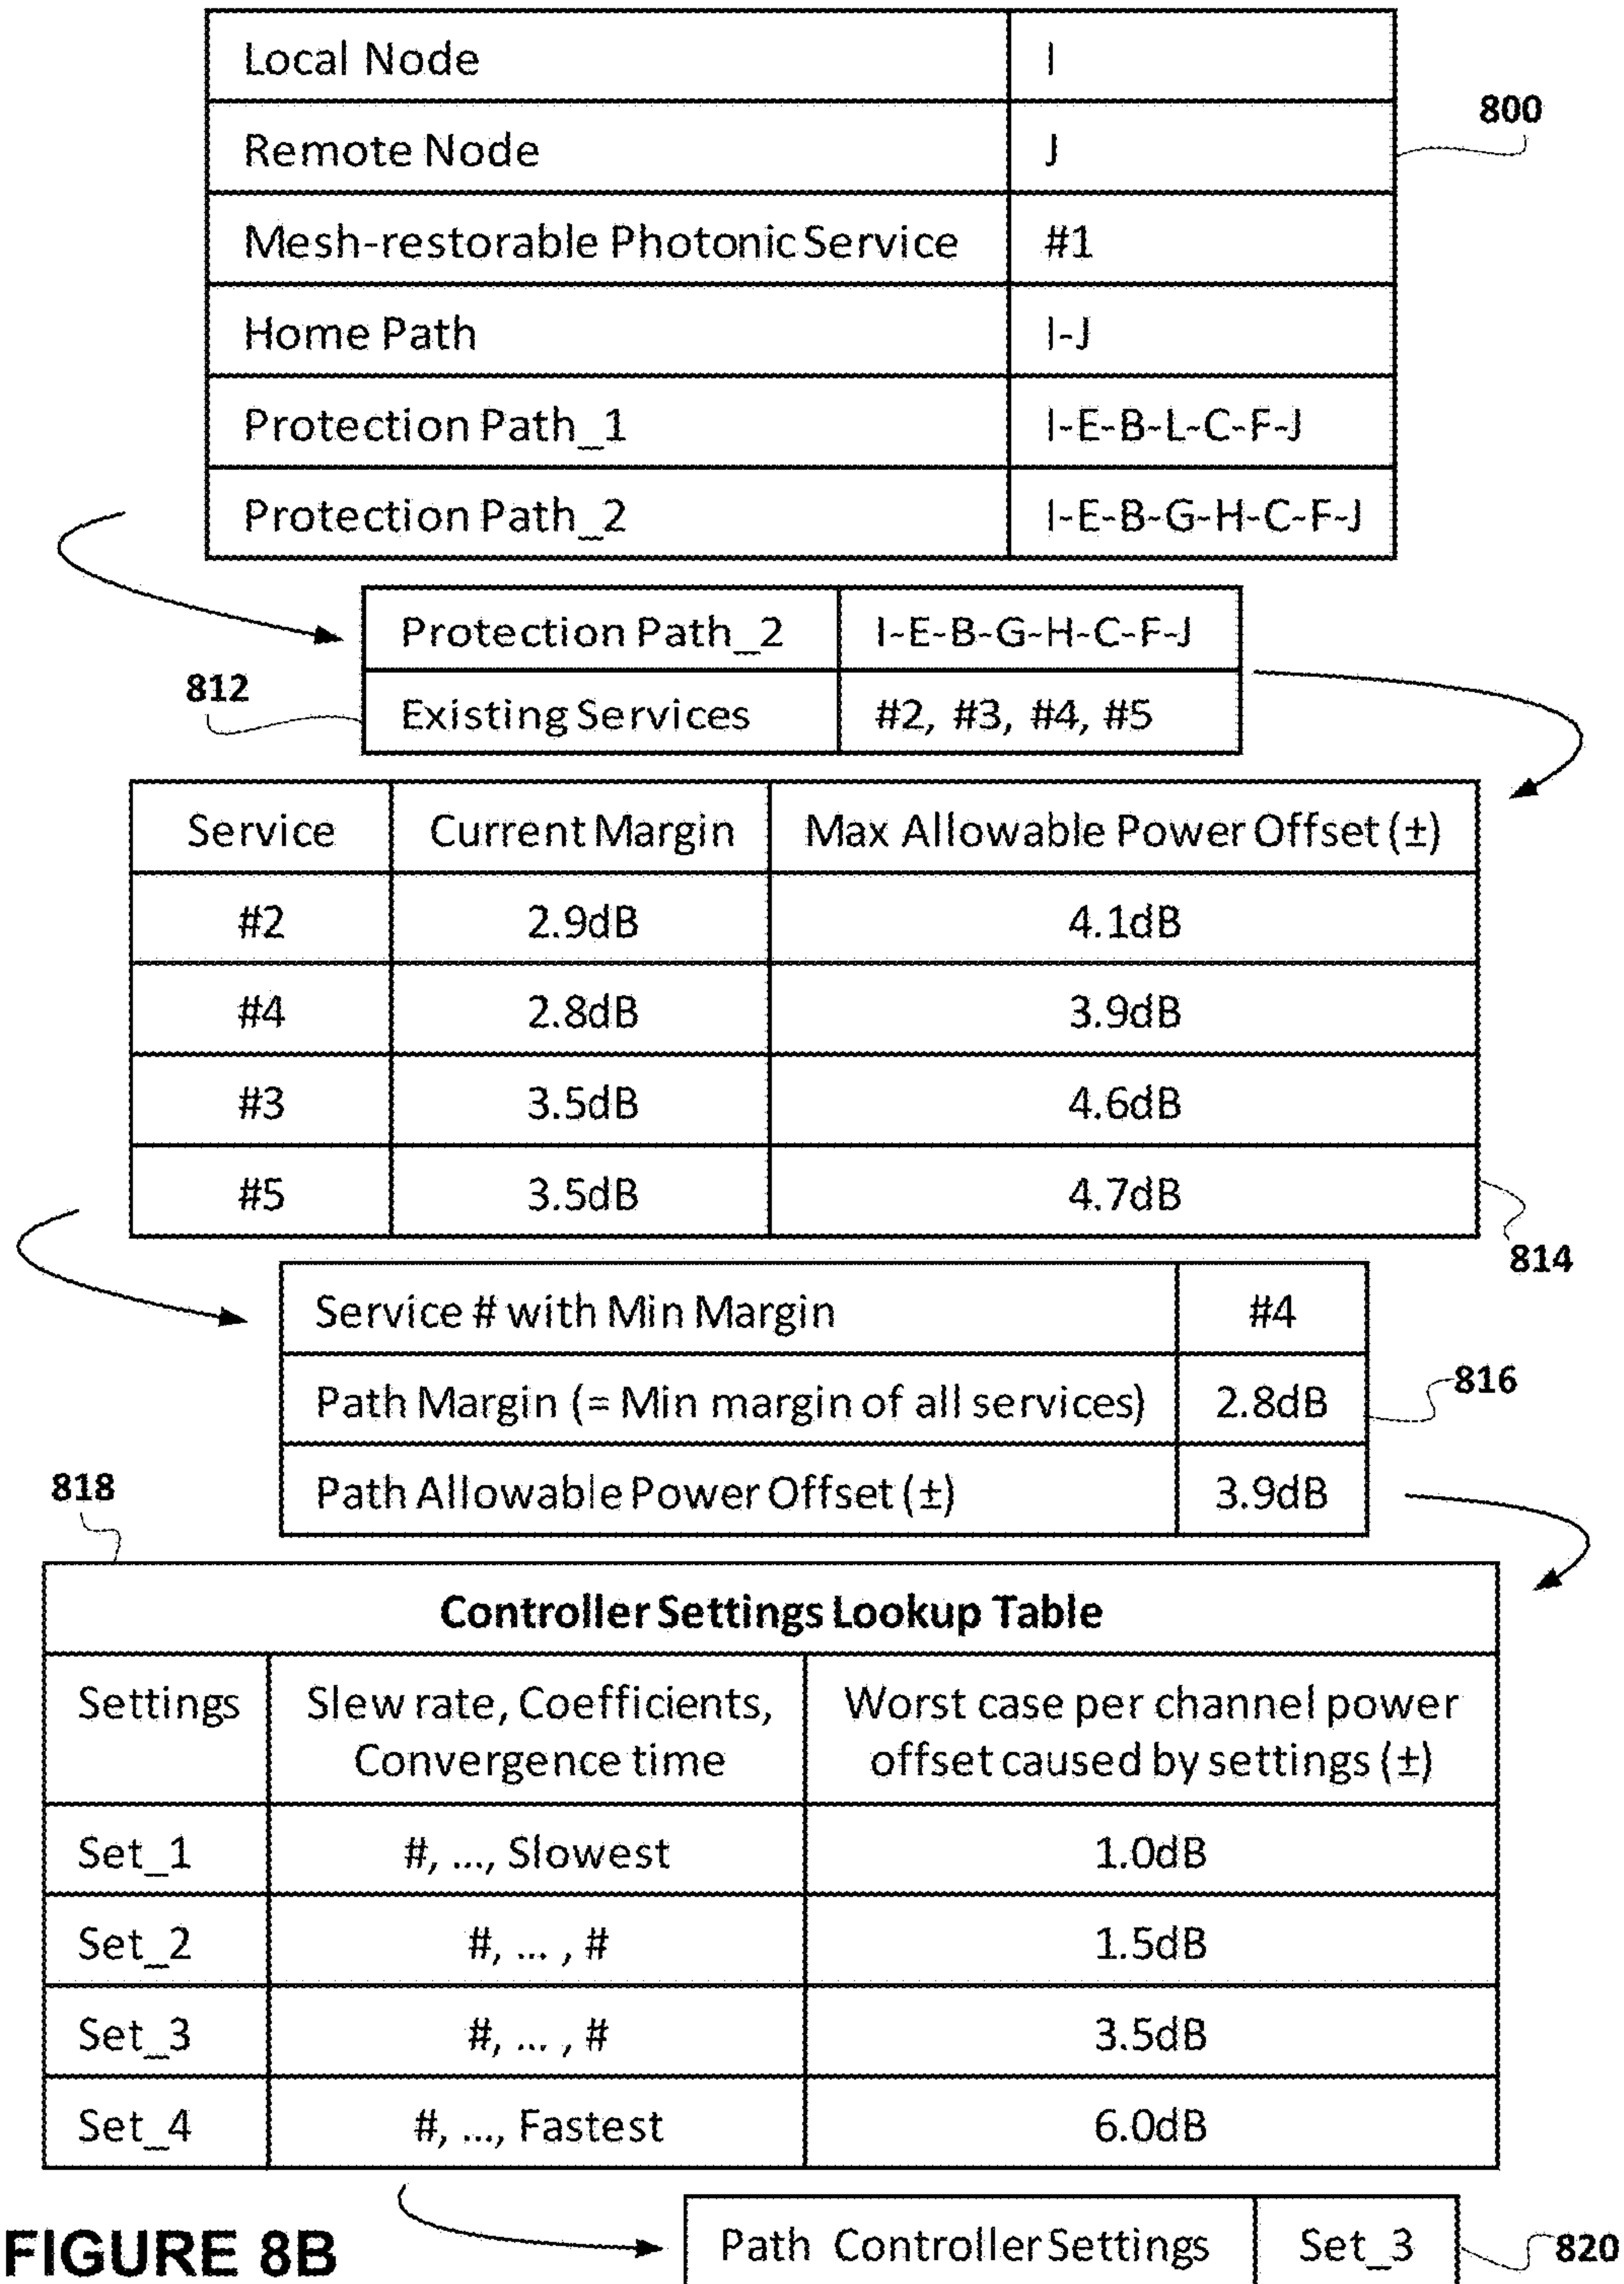 Local Node I
800
Remote Node J
Mesh-restorable Photonic Service #1
Home Path I-J
Protection Path_1 I-E-B-L-C-F-J
Protection Path_2 I-E-B-G-H-C-F-J
Protection Path_2 I-E-B-G-H-C-F-J
812
Existing Services #2, #3, #4, #5
Service Current Margin Max Allowable Power Offset (±)
#2 2.9dB 4.1dB
#4 2.8dB 3.9dB
#3 3.5dB 4.6dB
#5 3.5dB 4.7dB
814
Service # with Min Margin #4
Path Margin (= Min margin of all services) 2.8dB
816
Path Allowable Power Offset (±) 3.9dB
818
Controller Settings Lookup Table
Settings Slew rate, Coefficients, Worst case per channel power
Convergence time offset caused by settings (±)
Set_1 #, ..., Slowest 1.0dB
Set_2 #, ... , # 1.5dB
Set_3 #, ... , # 3.5dB
Set_4 #, ..., Fastest 6.0dB
FIGURE 8B
Path Controller Settings Set_3
820